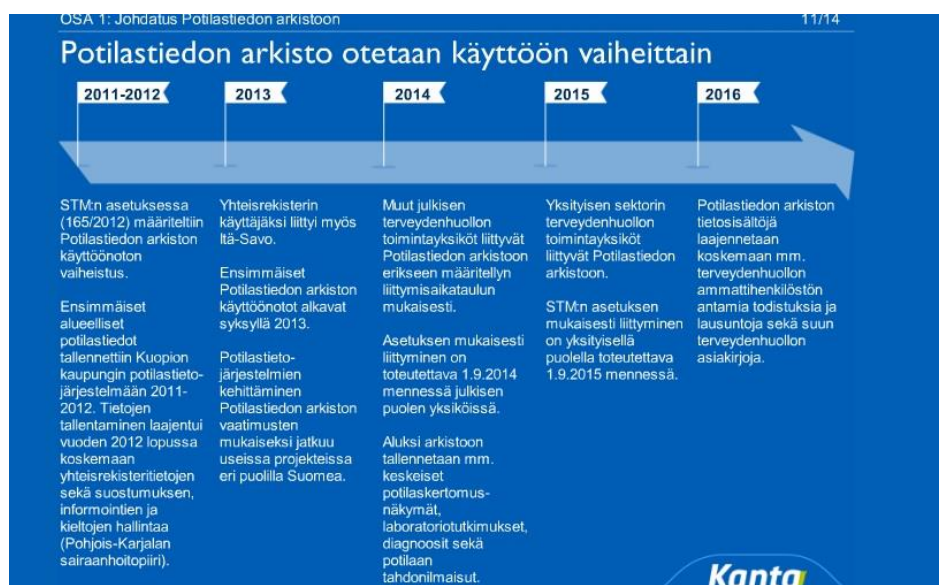 OSA 1: Johdatus Potilastiedon arkistoon
11/14
Potilastiedon arkisto otetaan käyttöön vaiheittain
2011-2012
2013
2014
2015
2016
STM:n asetuksessa
(165/2012) määriteltiin
Potilastiedon arkiston
käyttöönoton
vaiheistus.
Ensimmäiset
alueelliset
potilastiedot
tallennettiin Kuopion
kaupungin potilastieto-
järjestelmään 2011-
2012. Tietojen
tallentaminen laajentui
vuoden 2012 lopussa
koskemaan
yhteisrekisteritietojen
sekä suostumuksen,
informointien ja
kieltojen hallintaa
(Pohjois-Karjalan
sairaanhoitopiiri).
Yhteisrekisterin
käyttäjäksi liittyi myös
Itä-Savo.
Ensimmäiset
Potilastiedon arkiston
käyttöönotot alkavat
syksyllä 2013.
Potilastieto-
järjestelmien
kehittäminen
Potilastiedon arkiston
vaatimusten
mukaiseksi jatkuu
useissa projekteissa
eri puolilla Suomea.
Muut julkisen
terveydenhuollon
toimintayksiköt liittyvät
Potilastiedon arkistoon
erikseen määritellyn
liittymisaikataulun
mukaisesti.
Asetuksen mukaisesti
liittyminen on
toteutettava 1.9.2014
mennessä julkisen
puolen yksiköissä.
Aluksi arkistoon
tallennetaan mm.
keskeiset
potilaskertomus-
näkymät,
laboratoriotutkimukset,
diagnoosit sekä
potilaan
tahdonilmaisut.
Yksityisen sektorin
terveydenhuollon
toimintayksiköt
liittyvät Potilastiedon
arkistoon.
STM:n asetuksen
mukaisesti liittyminen
on yksityisellä
puolella toteutettava
1.9.2015 mennessä.
Potilastiedon arkiston
tietosisältöjä
laajennetaan
koskemaan mm.
terveydenhuollon
ammattihenkilöstön
antamia todistuksia ja
lausuntoja sekä suun
terveydenhuollon
asiakirjoja.
Kanta